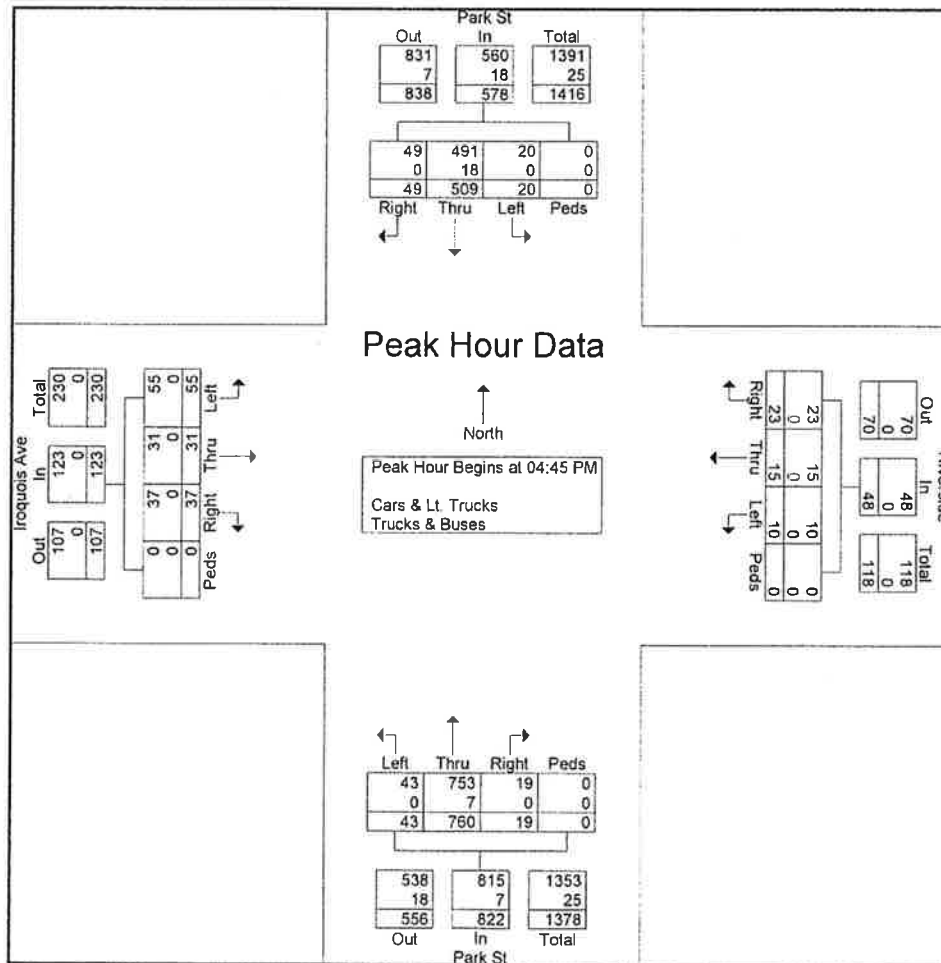 Park St
Out In Total
831 560 1391
7 18 25
838 578 1416
49 491 20 0
0 18 0 0
49 509 20 0
Right Thru Left Peds
Peak Hour Data
North
Peak Hour Begins at 04:45 PM
Cars & Lt. Trucks
Trucks & Buses
Iroquois Ave
Out In Total
107 123 230
0 0 0
107 123 230
Left Thru Right Peds
55 31 37 0
0 0 0 0
55 31 37 0
Right Thru Left Peds
23 15 10 0
0 0 0 0
23 15 10 0
Out In Total
70 48 118
0 0 0
70 48 118
Left Thru Right Peds
43 753 19 0
0 7 0 0
43 760 19 0
538 815 1353
18 7 25
556 822 1378
Out In Total
Park St